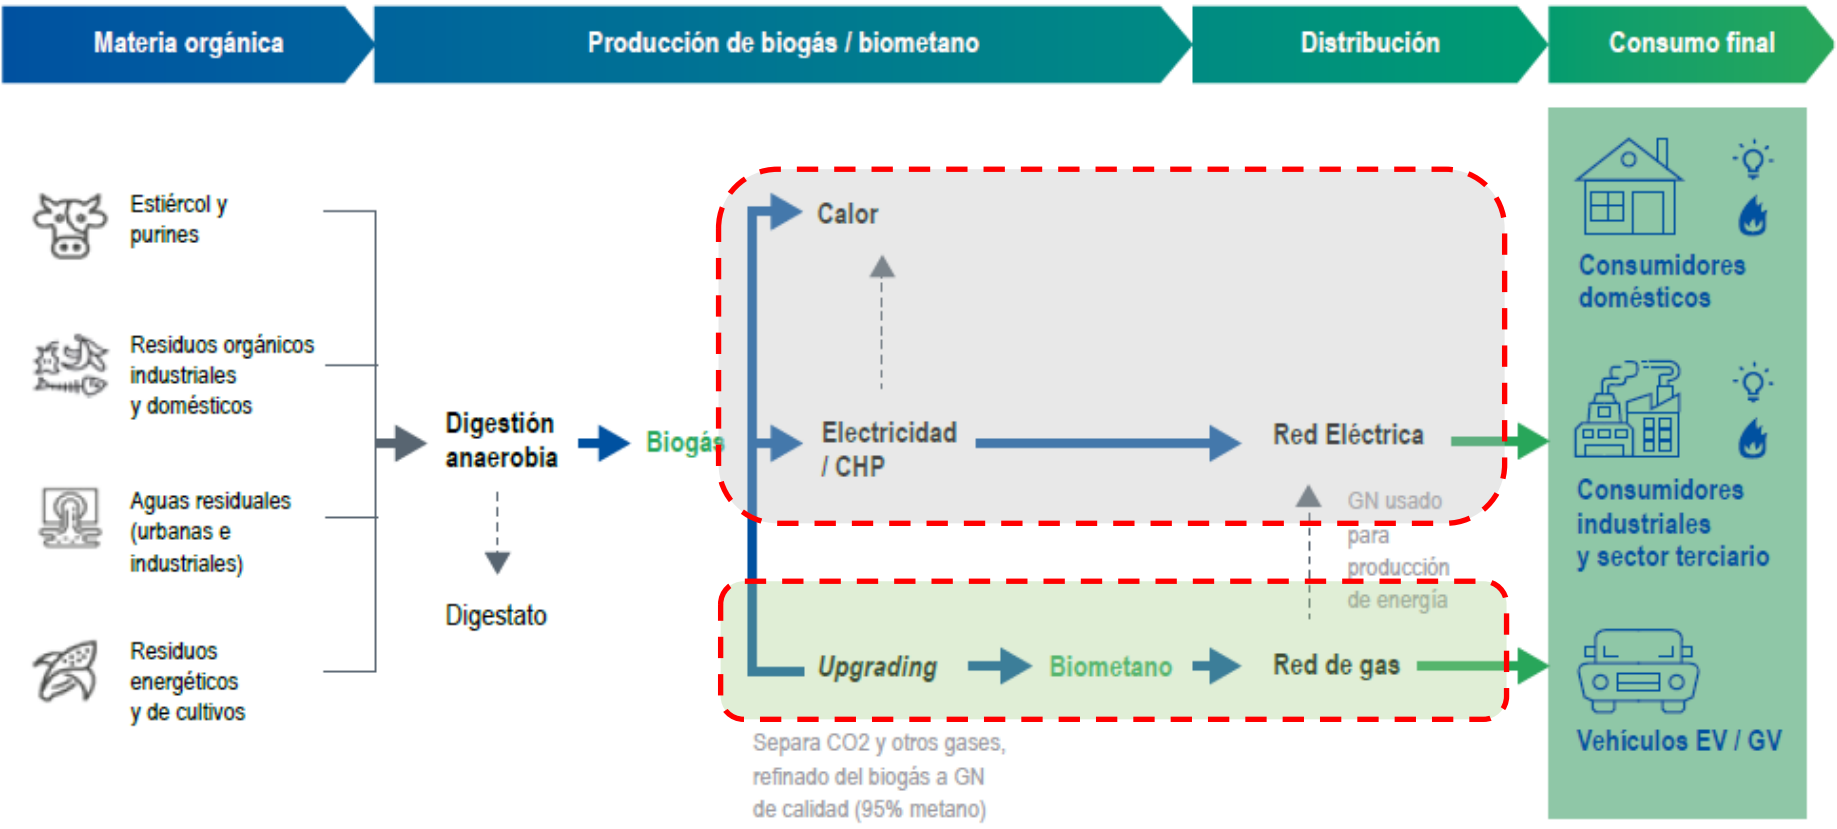 Materia orgánica
Producción de biogás / biometano
Distribución
Consumo final
Estiércol y
purines
Residuos orgánicos
industriales
y domésticos
Aguas residuales
(urbanas e
industriales)
Residuos
energéticos
y de cultivos
Digestión
anaerobia
Digestato
Biogás
Calor
Electricidad
/ CHP
Red Eléctrica
GN usado
para
producción
de energía
Upgrading
Biometano
Red de gas
Separa CO2 y otros gases,
refinado del biogás a GN
de calidad (95% metano)
Consumidores
domésticos
Consumidores
industriales
y sector terciario
Vehículos EV / GV